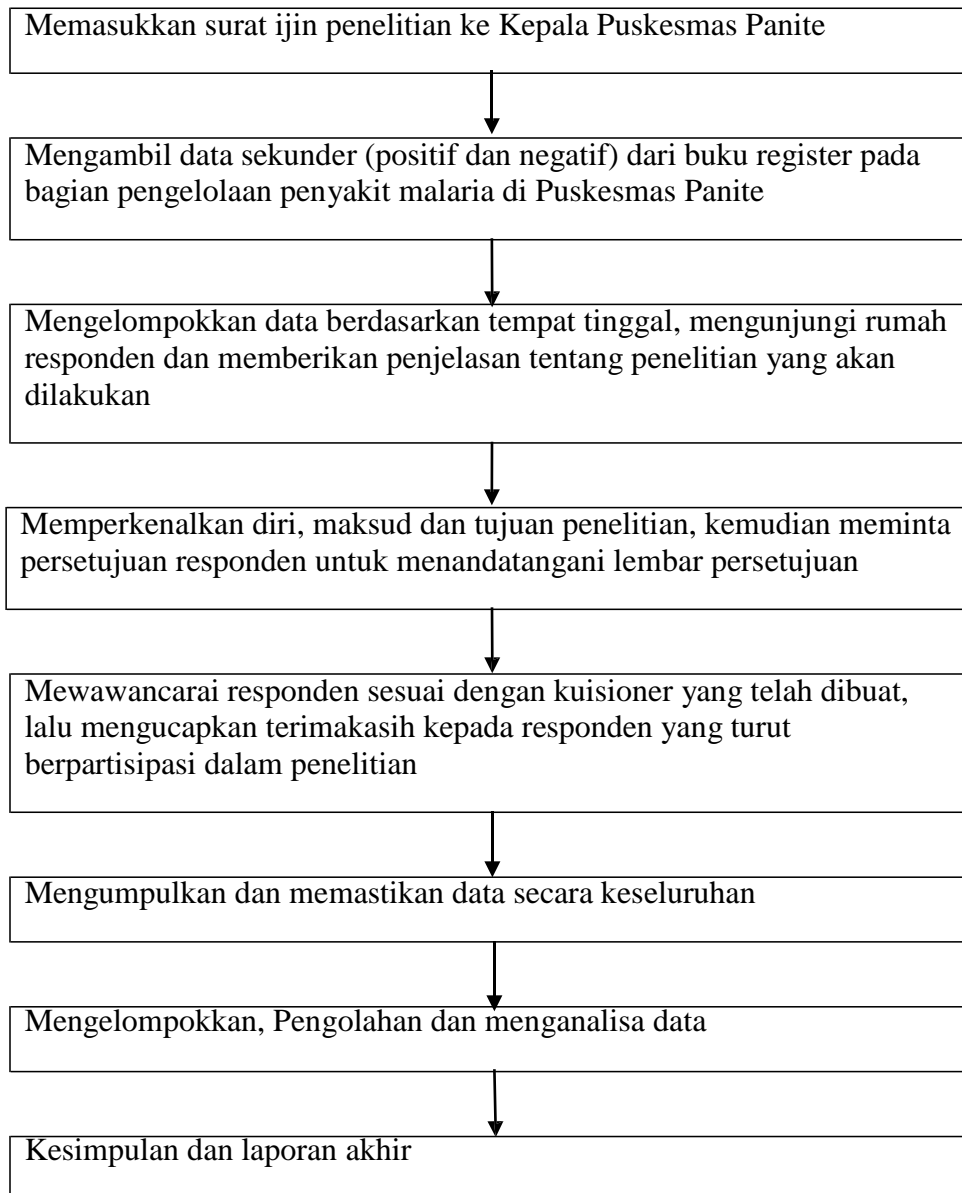 Memasukkan surat ijin penelitian ke Kepala Puskesmas Panite
Mengambil data sekunder (positif dan negatif) dari buku register pada
bagian pengelolaan penyakit malaria di Puskesmas Panite
Mengelompokkan data berdasarkan tempat tinggal, mengunjungi rumah
responden dan memberikan penjelasan tentang penelitian yang akan
dilakukan
Memperkenalkan diri, maksud dan tujuan penelitian, kemudian meminta
persetujuan responden untuk menandatangani lembar persetujuan
Mewawancarai responden sesuai dengan kuisioner yang telah dibuat,
lalu mengucapkan terimakasih kepada responden yang turut
berpartisipasi dalam penelitian
Mengumpulkan dan memastikan data secara keseluruhan
Mengelompokkan, Pengolahan dan menganalisa data
Kesimpulan dan laporan akhir